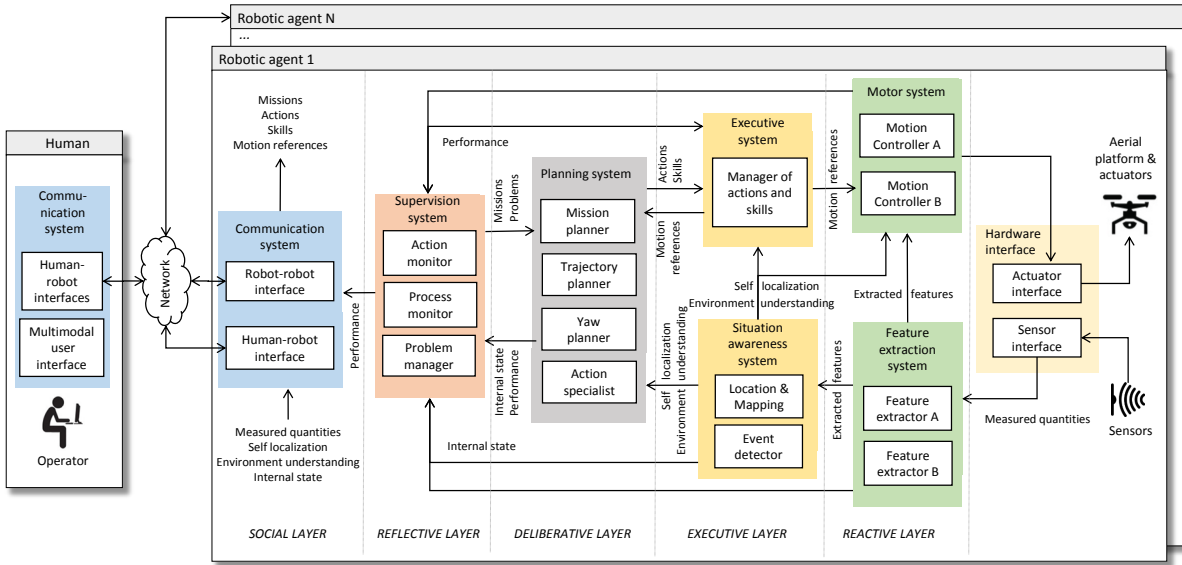 Robotic agent N
...
Robotic agent 1
Human
Commu-
nication
system
Human-
robot
interfaces
Multimodal
user
interface
Operator
Network
Missions
Actions
Skills
Motion references
Communication
system
Robot-robot
interface
Human-robot
interface
Measured quantities
Self localization
Environment understanding
Internal state
SOCIAL LAYER
Performance
Performance
Supervision
system
Action
monitor
Process
monitor
Problem
manager
Internal state
REFLECTIVE LAYER
Missions
Problems
Internal state
Performance
Planning system
Mission
planner
Trajectory
planner
Yaw
planner
Action
specialist
DELIBERATIVE LAYER
Actions
Skills
Motion
references
Self localization
Environment understanding
Executive
system
Manager of
actions and
skills
Self localization
Environment understanding
Situation
awareness
system
Location &
Mapping
Event
detector
EXECUTIVE LAYER
Motion references
Extracted features
Motor system
Motion
Controller A
Motion
Controller B
Extracted features
Feature
extraction
system
Feature
extractor A
Feature
extractor B
REACTIVE LAYER
Hardware
interface
Actuator
interface
Sensor
interface
Measured quantities
Aerial
platform &
actuators
Sensors